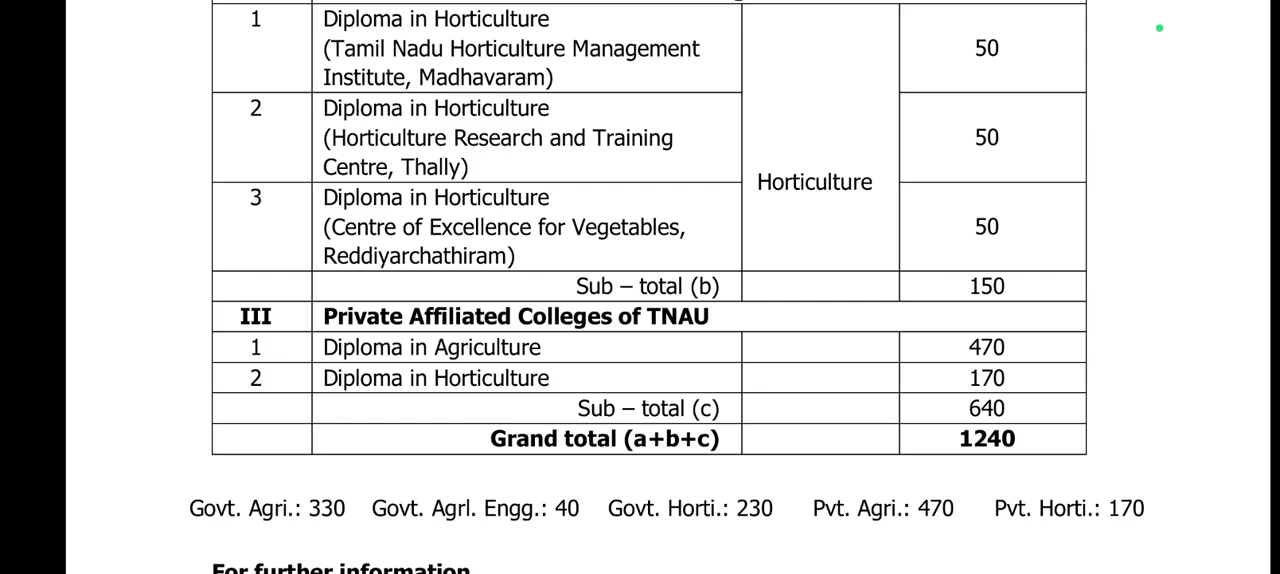 1 Diploma in Horticulture
(Tamil Nadu Horticulture Management
Institute, Madhavaram)
50
2 Diploma in Horticulture
(Horticulture Research and Training
Centre, Thally)
50
Horticulture
3 Diploma in Horticulture
(Centre of Excellence for Vegetables,
Reddiyarchathiram)
50
Sub – total (b) 150
III Private Affiliated Colleges of TNAU
1 Diploma in Agriculture 470
2 Diploma in Horticulture 170
Sub – total (c) 640
Grand total (a+b+c) 1240
Govt. Agri.: 330 Govt. Agrl. Engg.: 40 Govt. Horti.: 230 Pvt. Agri.: 470 Pvt. Horti.: 170
For further information